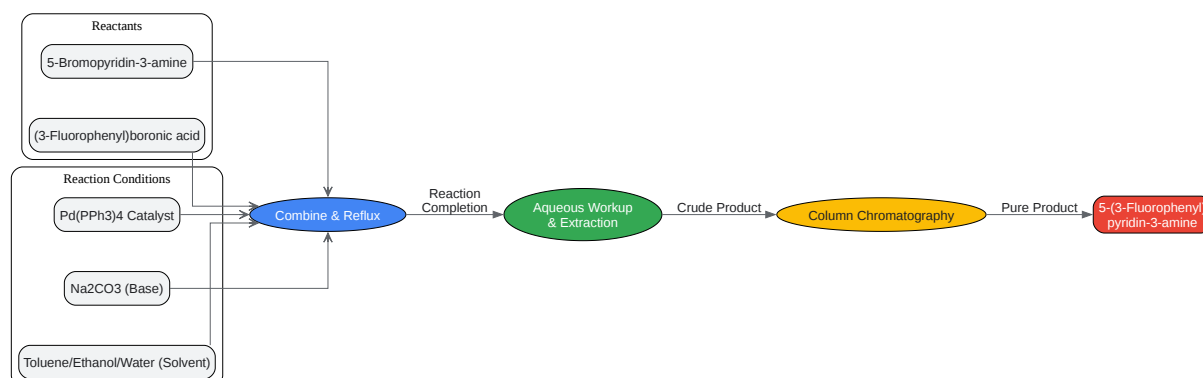 Reactants
5-Bromopyridin-3-amine
(3-Fluorophenyl)boronic acid
Reaction Conditions
Pd(PPh3)4 Catalyst
Na2CO3 (Base)
Toluene/Ethanol/Water (Solvent)
Combine & Reflux
Reaction
Completion
Aqueous Workup
& Extraction
Crude Product
Column Chromatography
Pure Product
5-(3-Fluorophenyl)
pyridin-3-amine